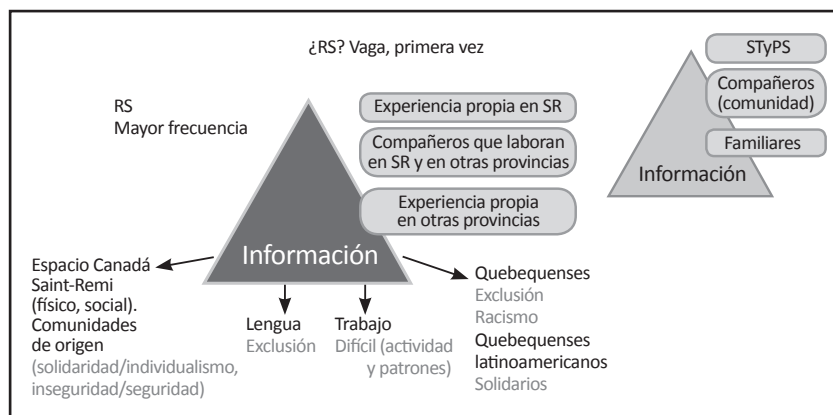 ¿RS? Vaga, primera vez
RS
Mayor frecuencia
Experiencia propia en SR
Compañeros que laboran
en SR y en otras provincias
Experiencia propia
en otras provincias
Información
STyPS
Compañeros
(comunidad)
Familiares
Información
Espacio Canadá
Saint-Remi
(físico, social).
Comunidades
de origen
(solidaridad/individualismo,
inseguridad/seguridad)
Lengua
Exclusión
Trabajo
Difícil (actividad
y patrones)
Quebequenses
Exclusión
Racismo
Quebequenses
latinoamericanos
Solidarios